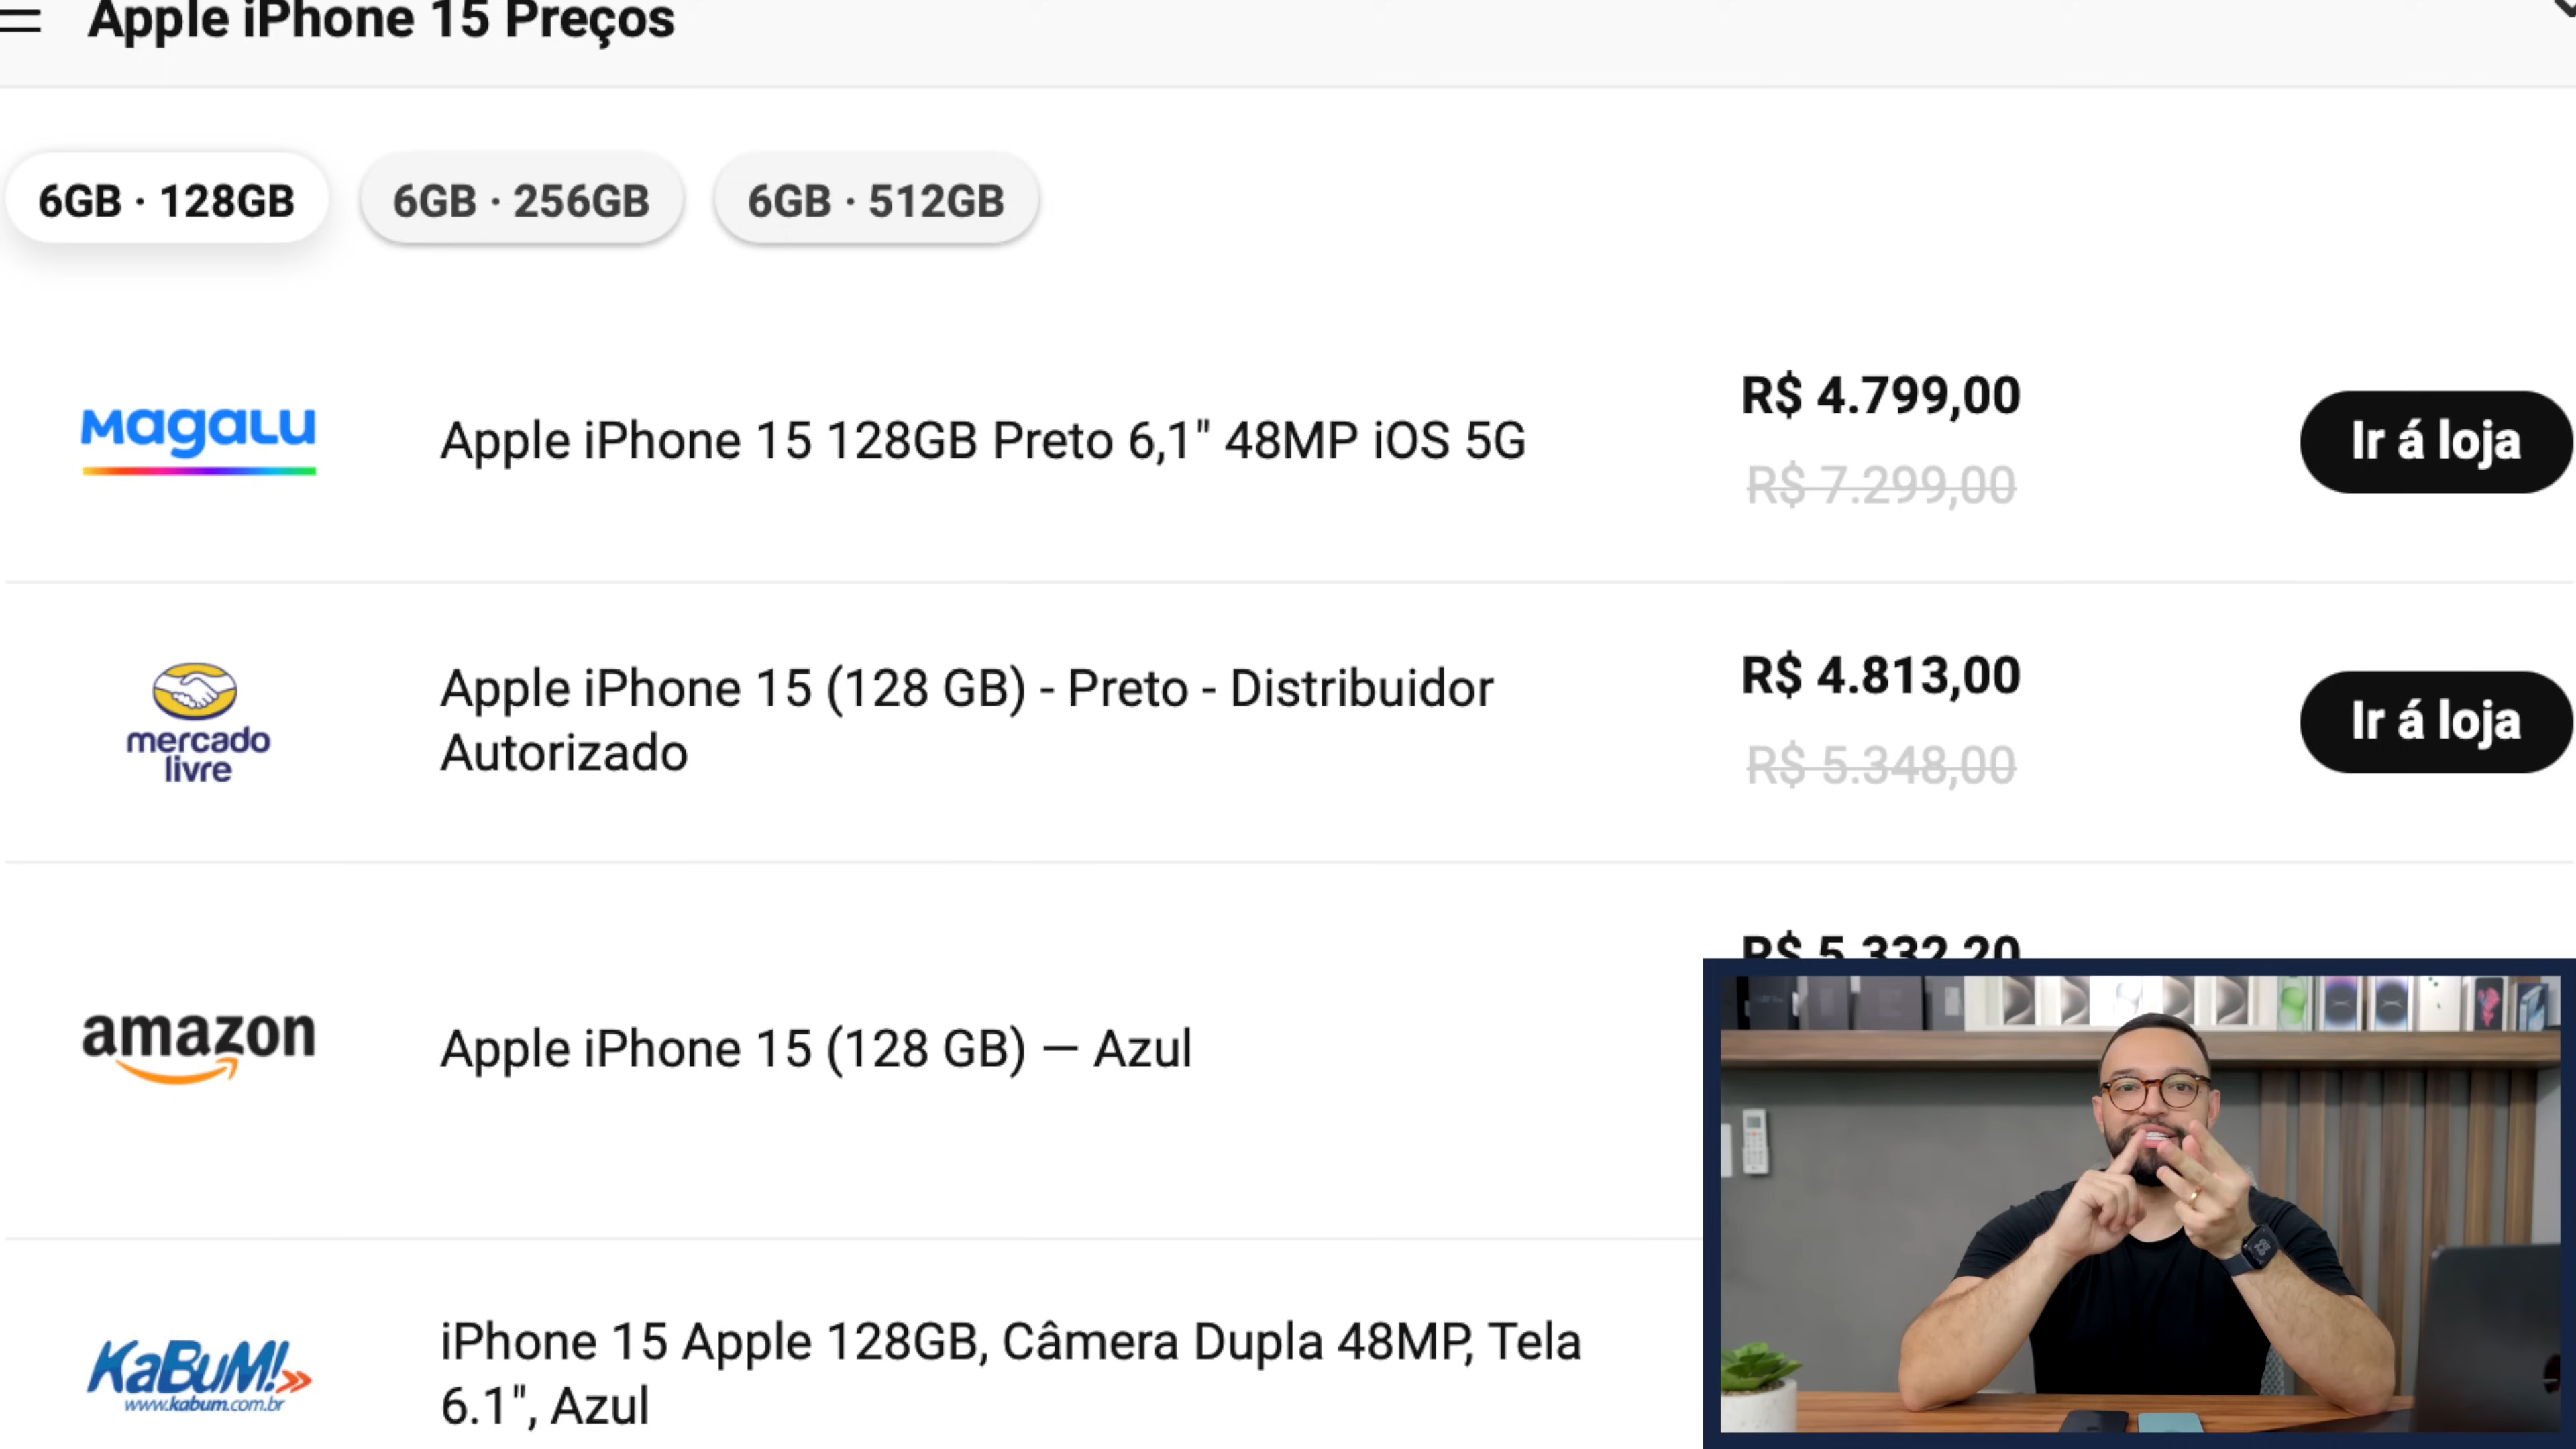 Apple iPhone 15 Preços
6GB · 128GB
6GB · 256GB
6GB · 512GB
Magalu
Apple iPhone 15 128GB Preto 6,1" 48MP iOS 5G
R$ 4.799,00
R$ 7.299,00
Ir á loja
mercado
livre
Apple iPhone 15 (128 GB) - Preto - Distribuidor
Autorizado
R$ 4.813,00
R$ 5.348,00
Ir á loja
amazon
Apple iPhone 15 (128 GB) — Azul
R$ 5.332,20
KaBuM!
www.kabum.com.br
iPhone 15 Apple 128GB, Câmera Dupla 48MP, Tela
6.1", Azul